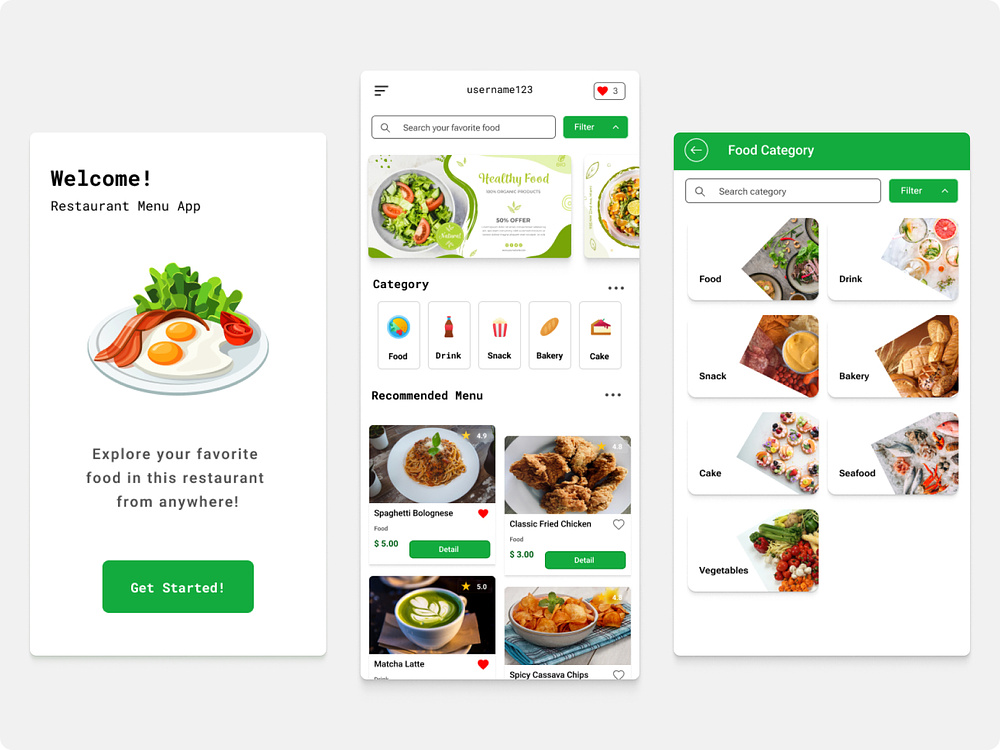 Welcome!
Restaurant Menu App
Explore your favorite
food in this restaurant
from anywhere!
Get Started!
username123
3
Search your favorite food
Filter
Healthy Food
100% ORGANIC PRODUCTS
50% OFFER
Natural
Category
Food
Drink
Snack
Bakery
Cake
Recommended Menu
4.9
Spaghetti Bolognese
Food
$ 5.00
Detail
4.8
Classic Fried Chicken
Food
$ 3.00
Detail
5.0
Matcha Latte
Drink
Spicy Cassava Chips
Food Category
Search category
Filter
Food
Drink
Snack
Bakery
Cake
Seafood
Vegetables